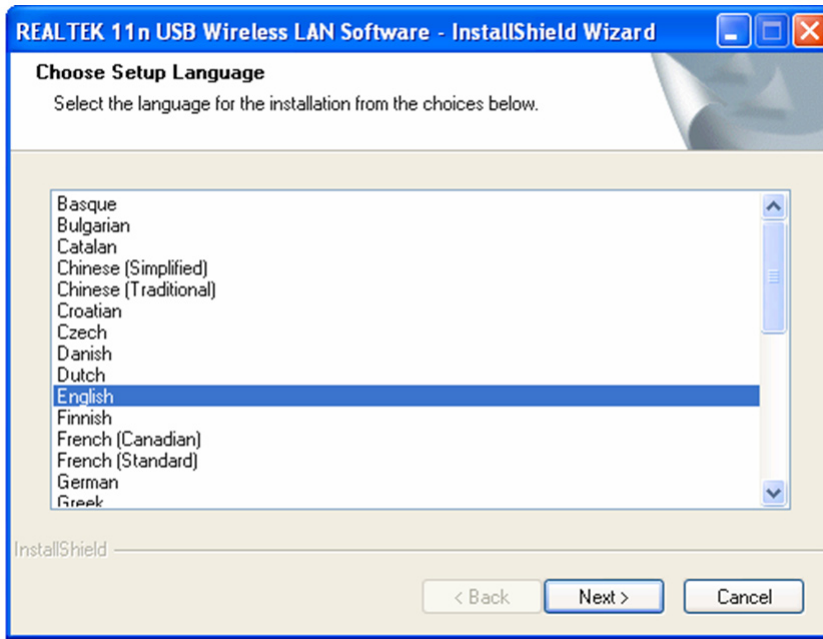 REALTEK 11n USB Wireless LAN Software - InstallShield Wizard
Choose Setup Language
Select the language for the installation from the choices below.
Basque
Bulgarian
Catalan
Chinese (Simplified)
Chinese (Traditional)
Croatian
Czech
Danish
Dutch
English
Finnish
French (Canadian)
French (Standard)
German
Greek
InstallShield
< Back
Next >
Cancel